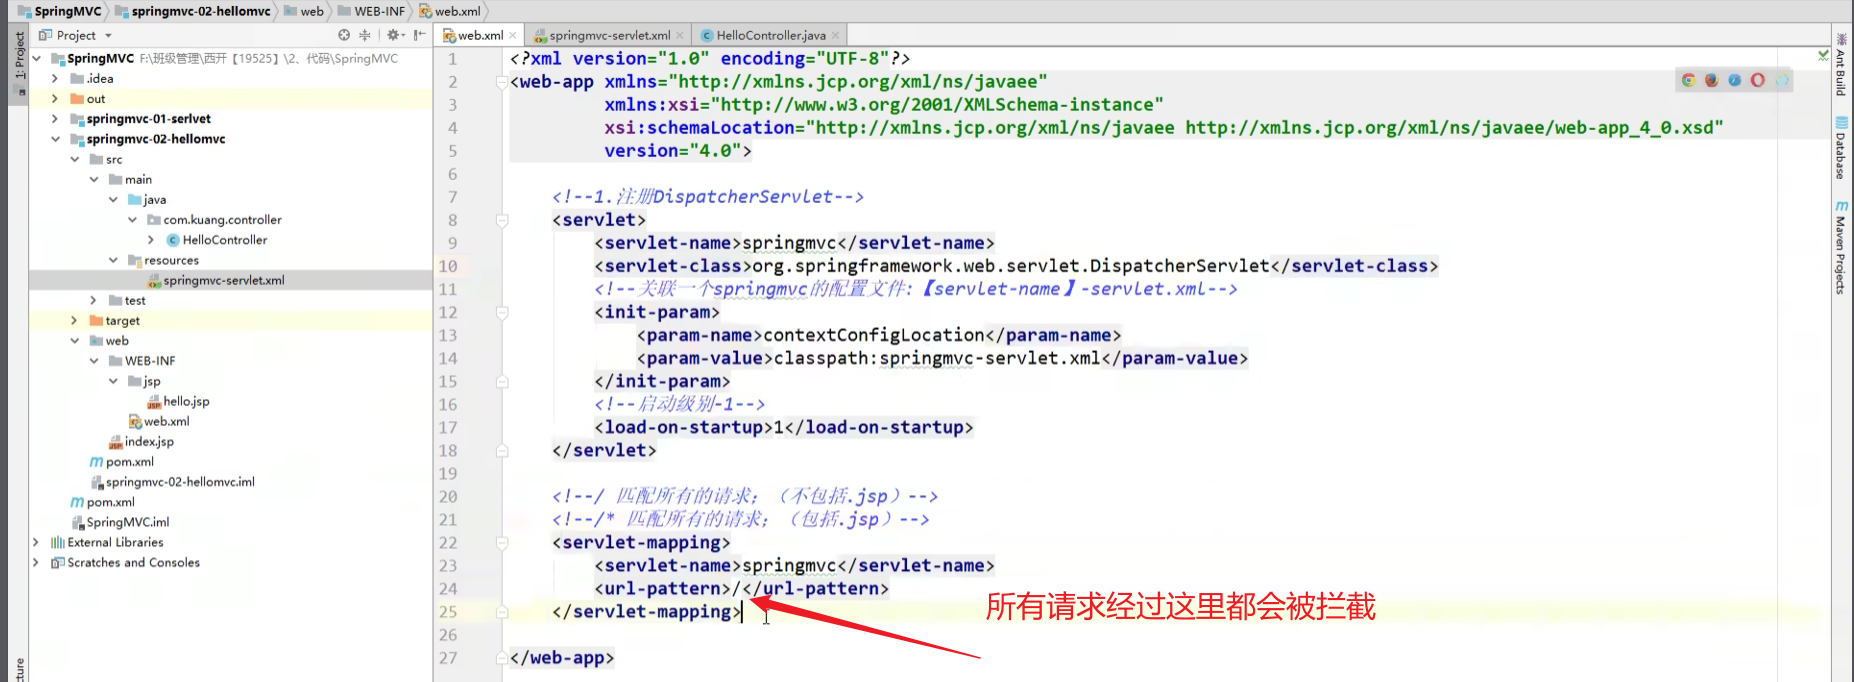 SpringMVC springmvc-02-hellomvc web WEB-INF web.xml
1: Project
Project
SpringMVC F:\班级管理\西开【19525】\2、代码\SpringMVC
.idea
out
springmvc-01-serlvet
springmvc-02-hellomvc
src
main
java
com.kuang.controller
HelloController
resources
springmvc-servlet.xml
test
target
web
WEB-INF
jsp
hello.jsp
web.xml
index.jsp
pom.xml
springmvc-02-hellomvc.iml
pom.xml
SpringMVC.iml
External Libraries
Scratches and Consoles
web.xml springmvc-servlet.xml HelloController.java
1 <?xml version="1.0" encoding="UTF-8"?>
2 <web-app xmlns="http://xmlns.jcp.org/xml/ns/javaee"
3 xmlns:xsi="http://www.w3.org/2001/XMLSchema-instance"
4 xsi:schemaLocation="http://xmlns.jcp.org/xml/ns/javaee http://xmlns.jcp.org/xml/ns/javaee/web-app_4_0.xsd"
5 version="4.0">
6
7 <!--1.注册DispatcherServlet-->
8 <servlet>
9 <servlet-name>springmvc</servlet-name>
10 <servlet-class>org.springframework.web.servlet.DispatcherServlet</servlet-class>
11 <!--关联一个springmvc的配置文件:【servlet-name】-servlet.xml-->
12 <init-param>
13 <param-name>contextConfigLocation</param-name>
14 <param-value>classpath:springmvc-servlet.xml</param-value>
15 </init-param>
16 <!--启动级别-1-->
17 <load-on-startup>1</load-on-startup>
18 </servlet>
19
20 <!--/ 匹配所有的请求；（不包括.jsp）-->
21 <!--/* 匹配所有的请求；（包括.jsp）-->
22 <servlet-mapping>
23 <servlet-name>springmvc</servlet-name>
24 <url-pattern>/</url-pattern>
25 </servlet-mapping>
26
27 </web-app>
所有请求经过这里都会被拦截
Ant Build
Database
Maven Projects